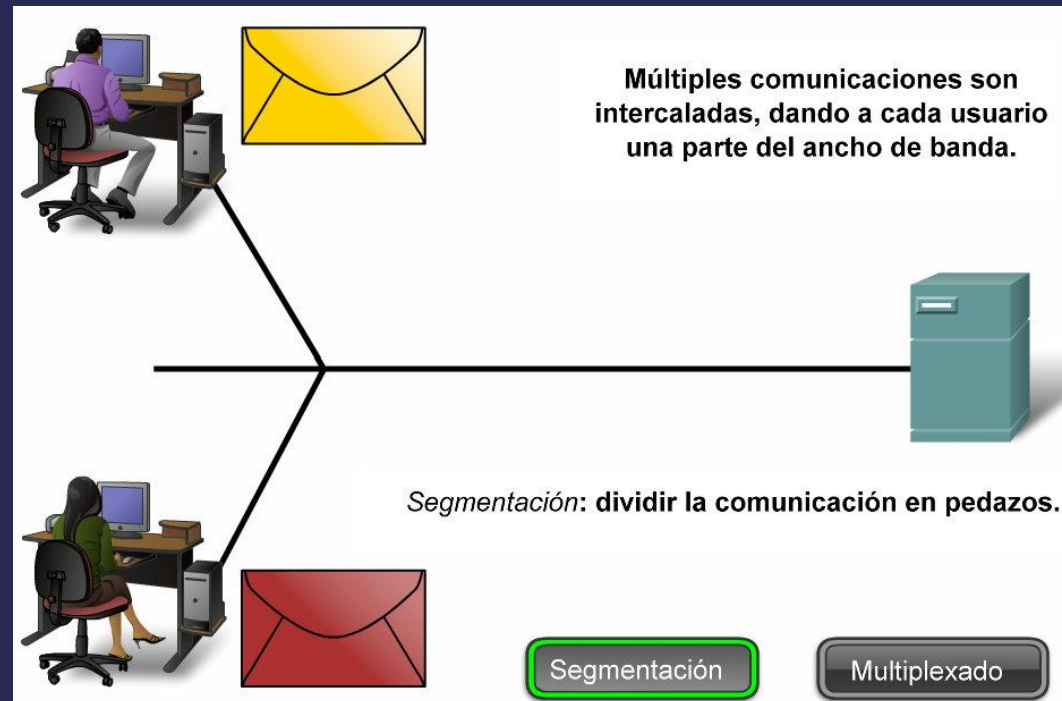 Múltiples comunicaciones son
intercaladas, dando a cada usuario
una parte del ancho de banda.
Segmentación: dividir la comunicación en pedazos.
Segmentación
Multiplexado